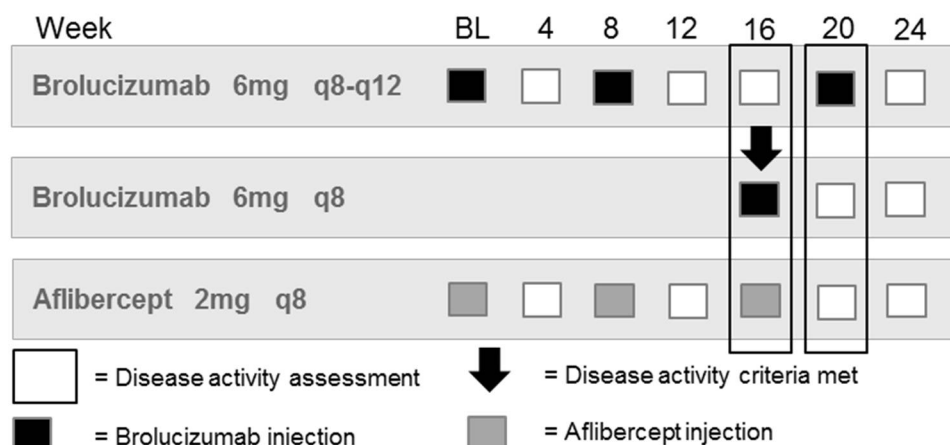 Week BL 4 8 12 16 20 24
Brolucizumab 6mg q8-q12
Brolucizumab 6mg q8
Aflibercept 2mg q8
= Disease activity assessment = Disease activity criteria met
= Brolucizumab injection = Aflibercept injection